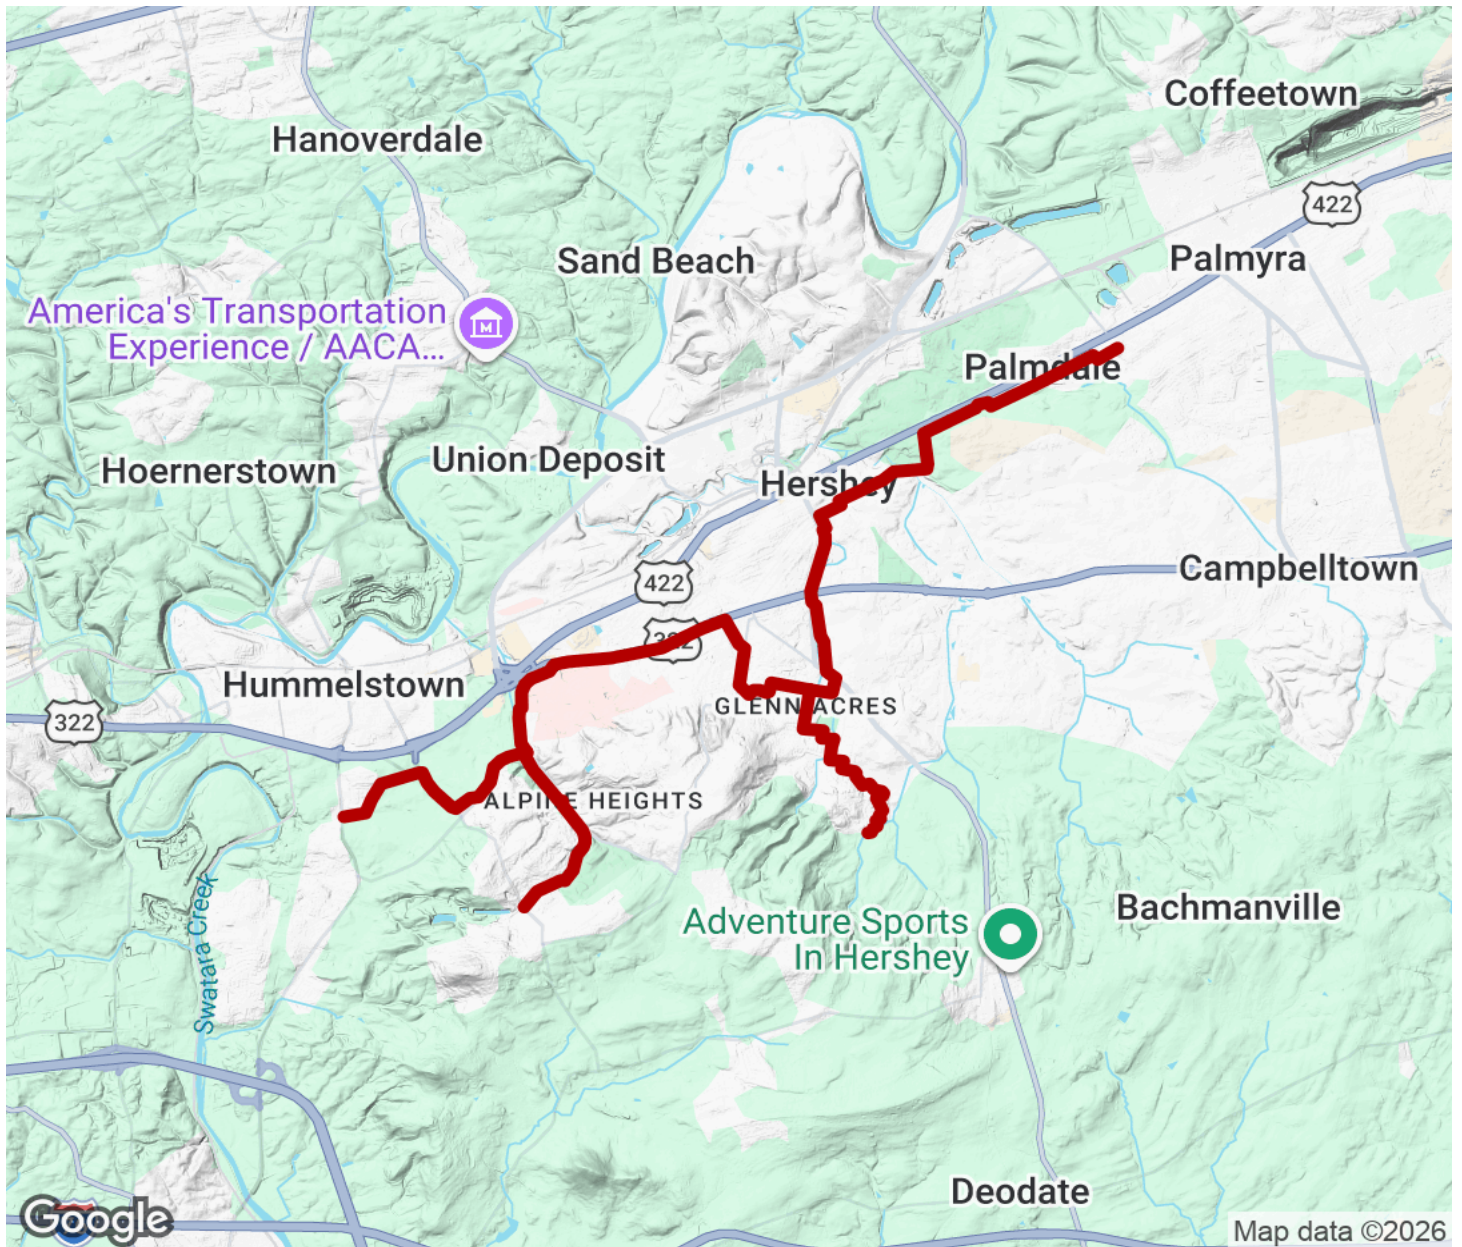 Coffeetown
Hanoverdale
422
Sand Beach
Palmyra
America's Transportation
Experience / AACA...
M
Palmdale
Union Deposit
Hoernerstown
Hershey
Campbelltown
422
322
Hummelstown
GLENN ACRES
322
ALPINE HEIGHTS
Swatara Creek
Adventure Sports
In Hershey
Bachmanville
Deodate
Google
Map data ©2026